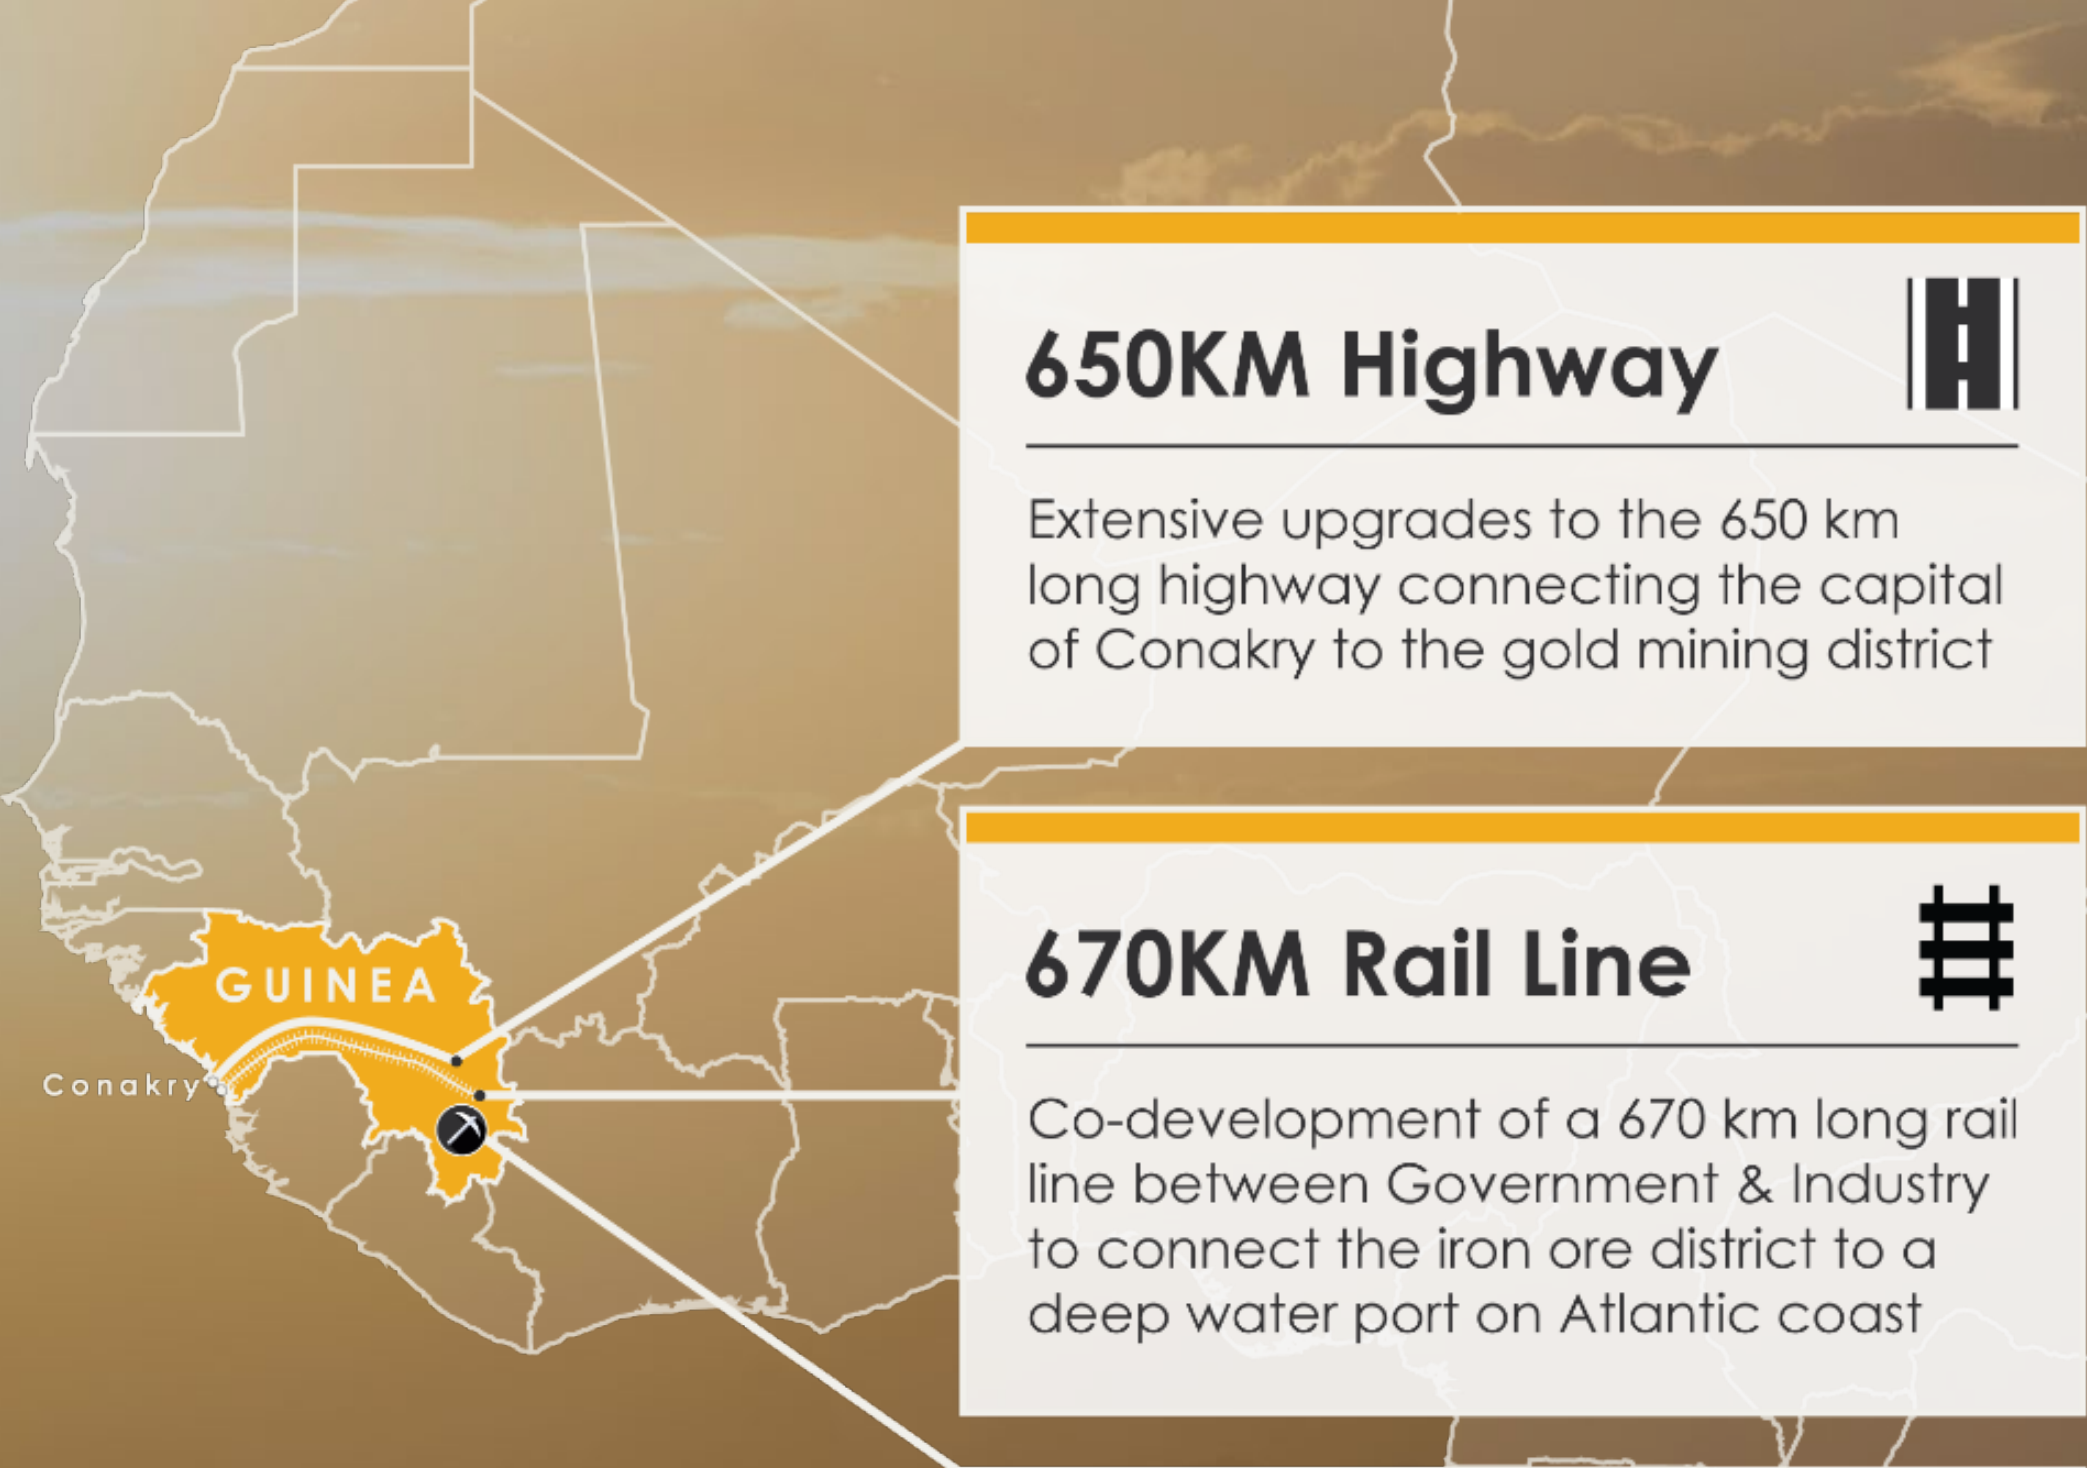 650KM Highway
Extensive upgrades to the 650 km
long highway connecting the capital
of Conakry to the gold mining district
GUINEA
Conakry
670KM Rail Line
Co-development of a 670 km long rail
line between Government & Industry
to connect the iron ore district to a
deep water port on Atlantic coast